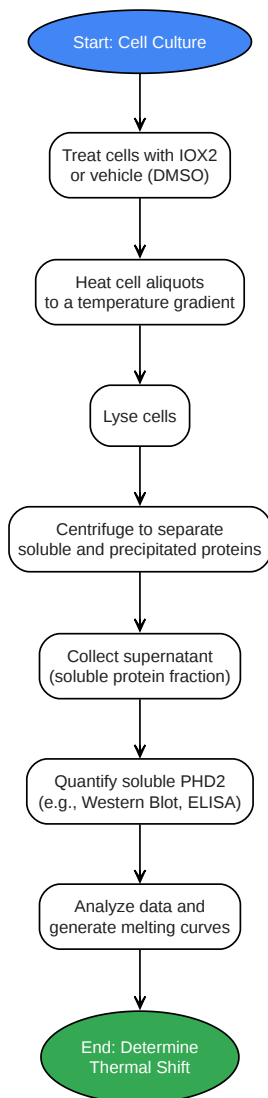 Start: Cell Culture
Treat cells with IOX2
or vehicle (DMSO)
Heat cell aliquots
to a temperature gradient
Lyse cells
Centrifuge to separate
soluble and precipitated proteins
Collect supernatant
(soluble protein fraction)
Quantify soluble PHD2
(e.g., Western Blot, ELISA)
Analyze data and
generate melting curves
End: Determine
Thermal Shift